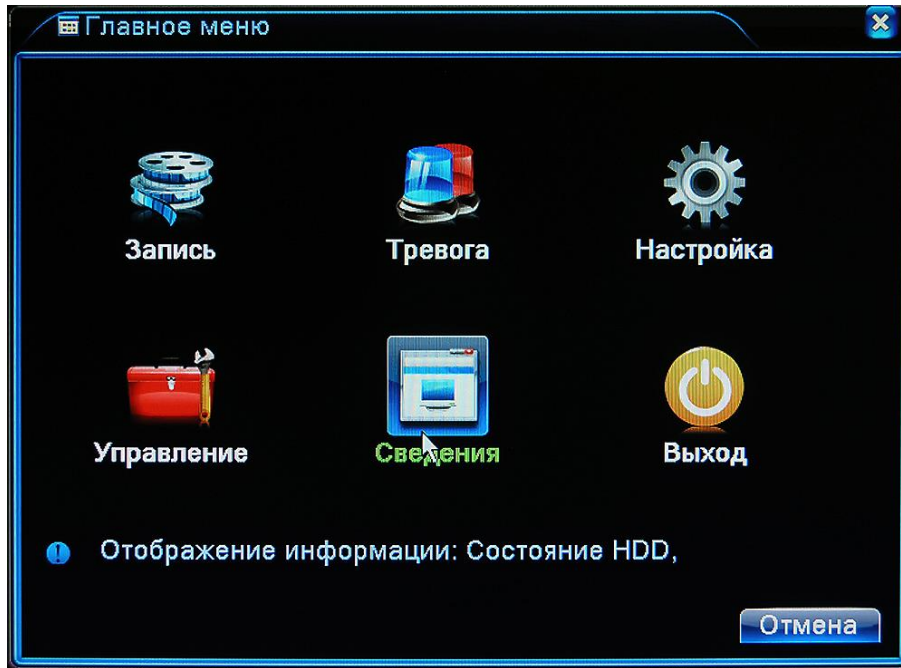 Главное меню
Запись
Тревога
Настройка
Управление
Сведения
Выход
Отображение информации: Состояние HDD,
Отмена